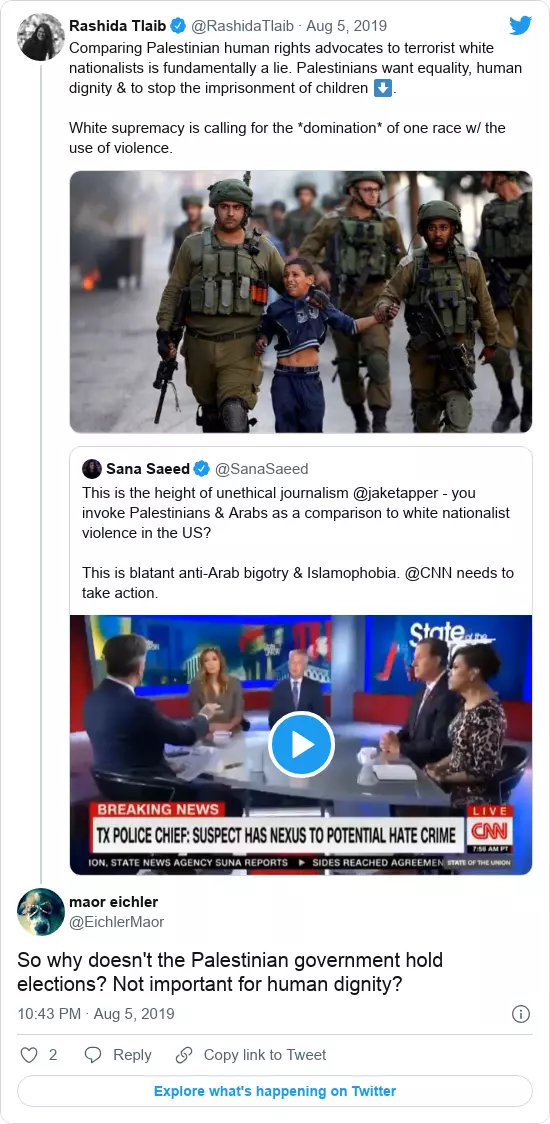 Rashida Tlaib @RashidaTlaib · Aug 5, 2019
Comparing Palestinian human rights advocates to terrorist white
nationalists is fundamentally a lie. Palestinians want equality, human
dignity & to stop the imprisonment of children ⬇️.
White supremacy is calling for the *domination* of one race w/ the
use of violence.
Sana Saeed @SanaSaeed
This is the height of unethical journalism @jaketapper - you
invoke Palestinians & Arabs as a comparison to white nationalist
violence in the US?
This is blatant anti-Arab bigotry & Islamophobia. @CNN needs to
take action.
State of the UNION
BREAKING NEWS
LIVE
TX POLICE CHIEF: SUSPECT HAS NEXUS TO POTENTIAL HATE CRIME
CNN
7:56 AM PT
ION, STATE NEWS AGENCY SUNA REPORTS ▶ SIDES REACHED AGREEMEN
STATE OF THE UNION
maor eichler
@EichlerMaor
So why doesn't the Palestinian government hold
elections? Not important for human dignity?
10:43 PM · Aug 5, 2019
2 Reply Copy link to Tweet
Explore what's happening on Twitter